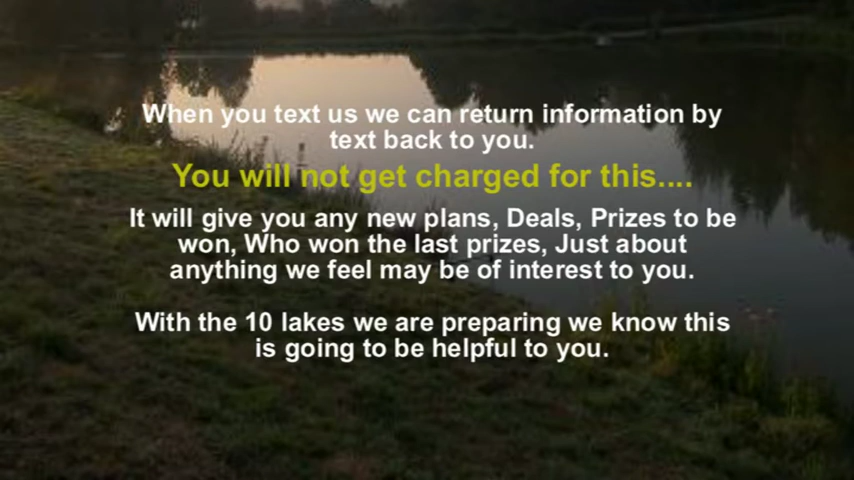 When you text us we can return information by
text back to you.
You will not get charged for this....
It will give you any new plans, Deals, Prizes to be
won, Who won the last prizes, Just about
anything we feel may be of interest to you.
With the 10 lakes we are preparing we know this
is going to be helpful to you.